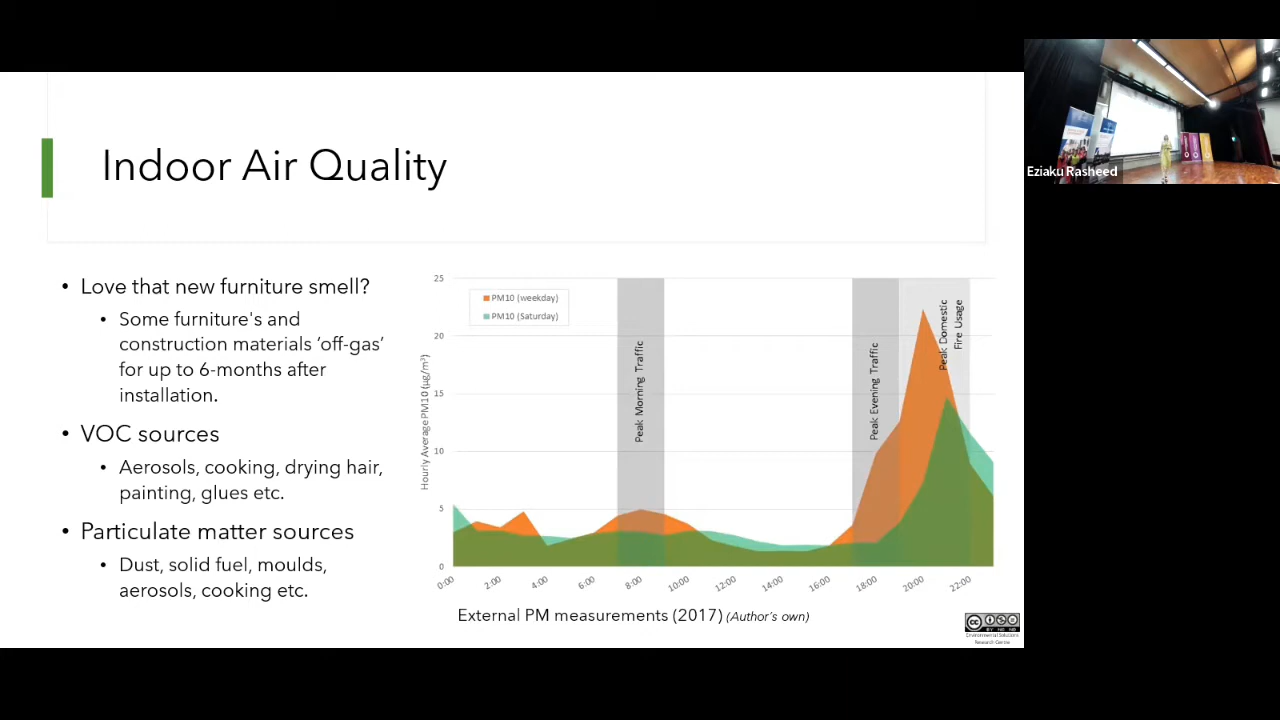 Indoor Air Quality
Eziaku Rasheed
• Love that new furniture smell?
• Some furniture's and
construction materials ‘off-gas’
for up to 6-months after
installation.
• VOC sources
• Aerosols, cooking, drying hair,
painting, glues etc.
• Particulate matter sources
• Dust, solid fuel, moulds,
aerosols, cooking etc.
Hourly Average PM10 (µg/m³)
25
20
15
10
5
0
PM10 (weekday)
PM10 (Saturday)
Peak Morning Traffic
Peak Evening Traffic
Peak Domestic
Fire Usage
0:00
2:00
4:00
6:00
8:00
10:00
12:00
14:00
16:00
18:00
20:00
22:00
External PM measurements (2017) (Author's own)
Environmental Solutions
Research Centre